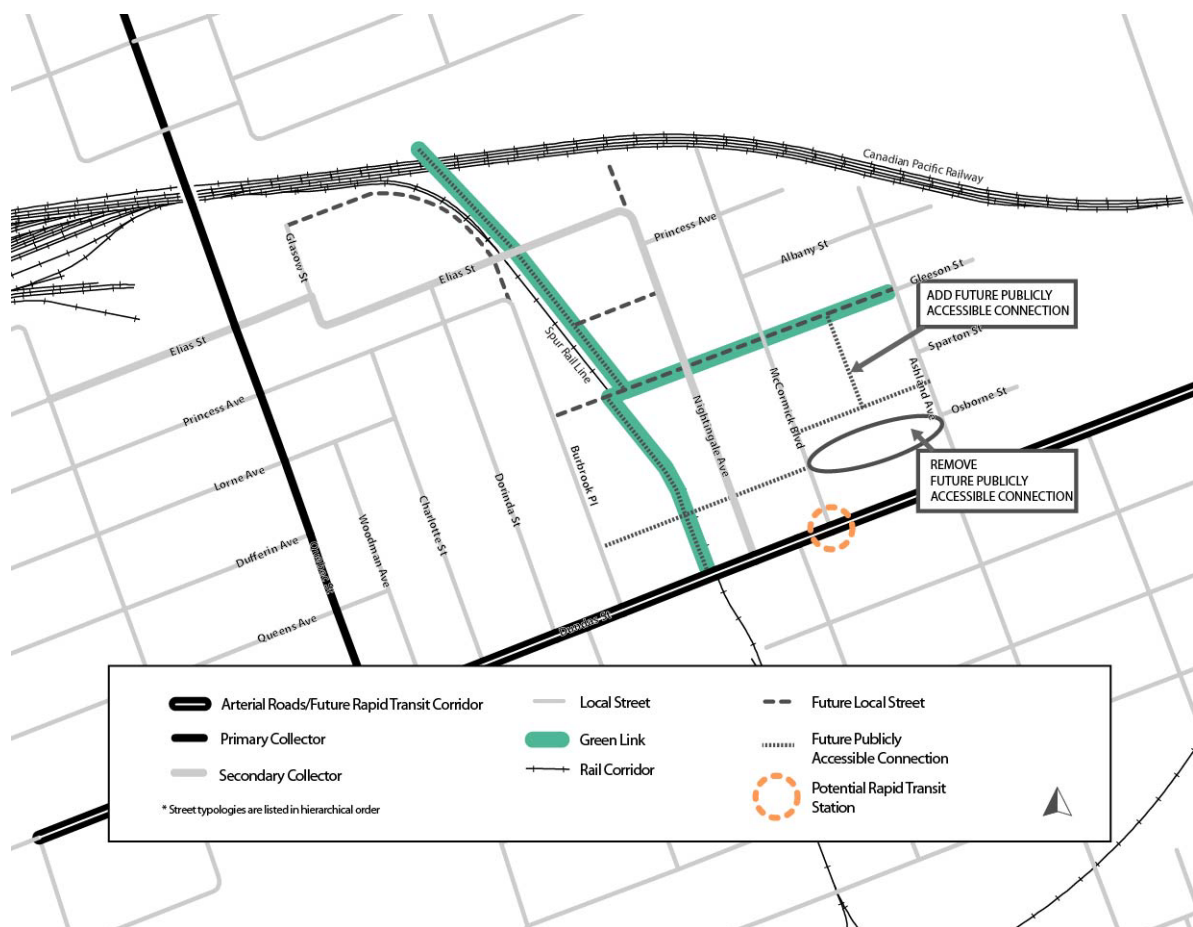 Canadian Pacific Railway
Princess Ave
Albany St
Glasow St
Elias St
Gleeson St
ADD FUTURE PUBLICLY
ACCESSIBLE CONNECTION
Elias St
Spur Rail Line
Sparton St
Ashland Ave
McCormick Blvd
Nightingale Ave
Osborne St
Princess Ave
Burbrook Pl
REMOVE
FUTURE PUBLICLY
ACCESSIBLE CONNECTION
Lorne Ave
Dorinda St
Charlotte St
Woodman Ave
Dufferin Ave
Queens Ave
Dundas St
Arterial Roads/Future Rapid Transit Corridor
Primary Collector
Secondary Collector
* Street typologies are listed in hierarchical order
Local Street
Green Link
Rail Corridor
Future Local Street
Future Publicly
Accessible Connection
Potential Rapid Transit
Station